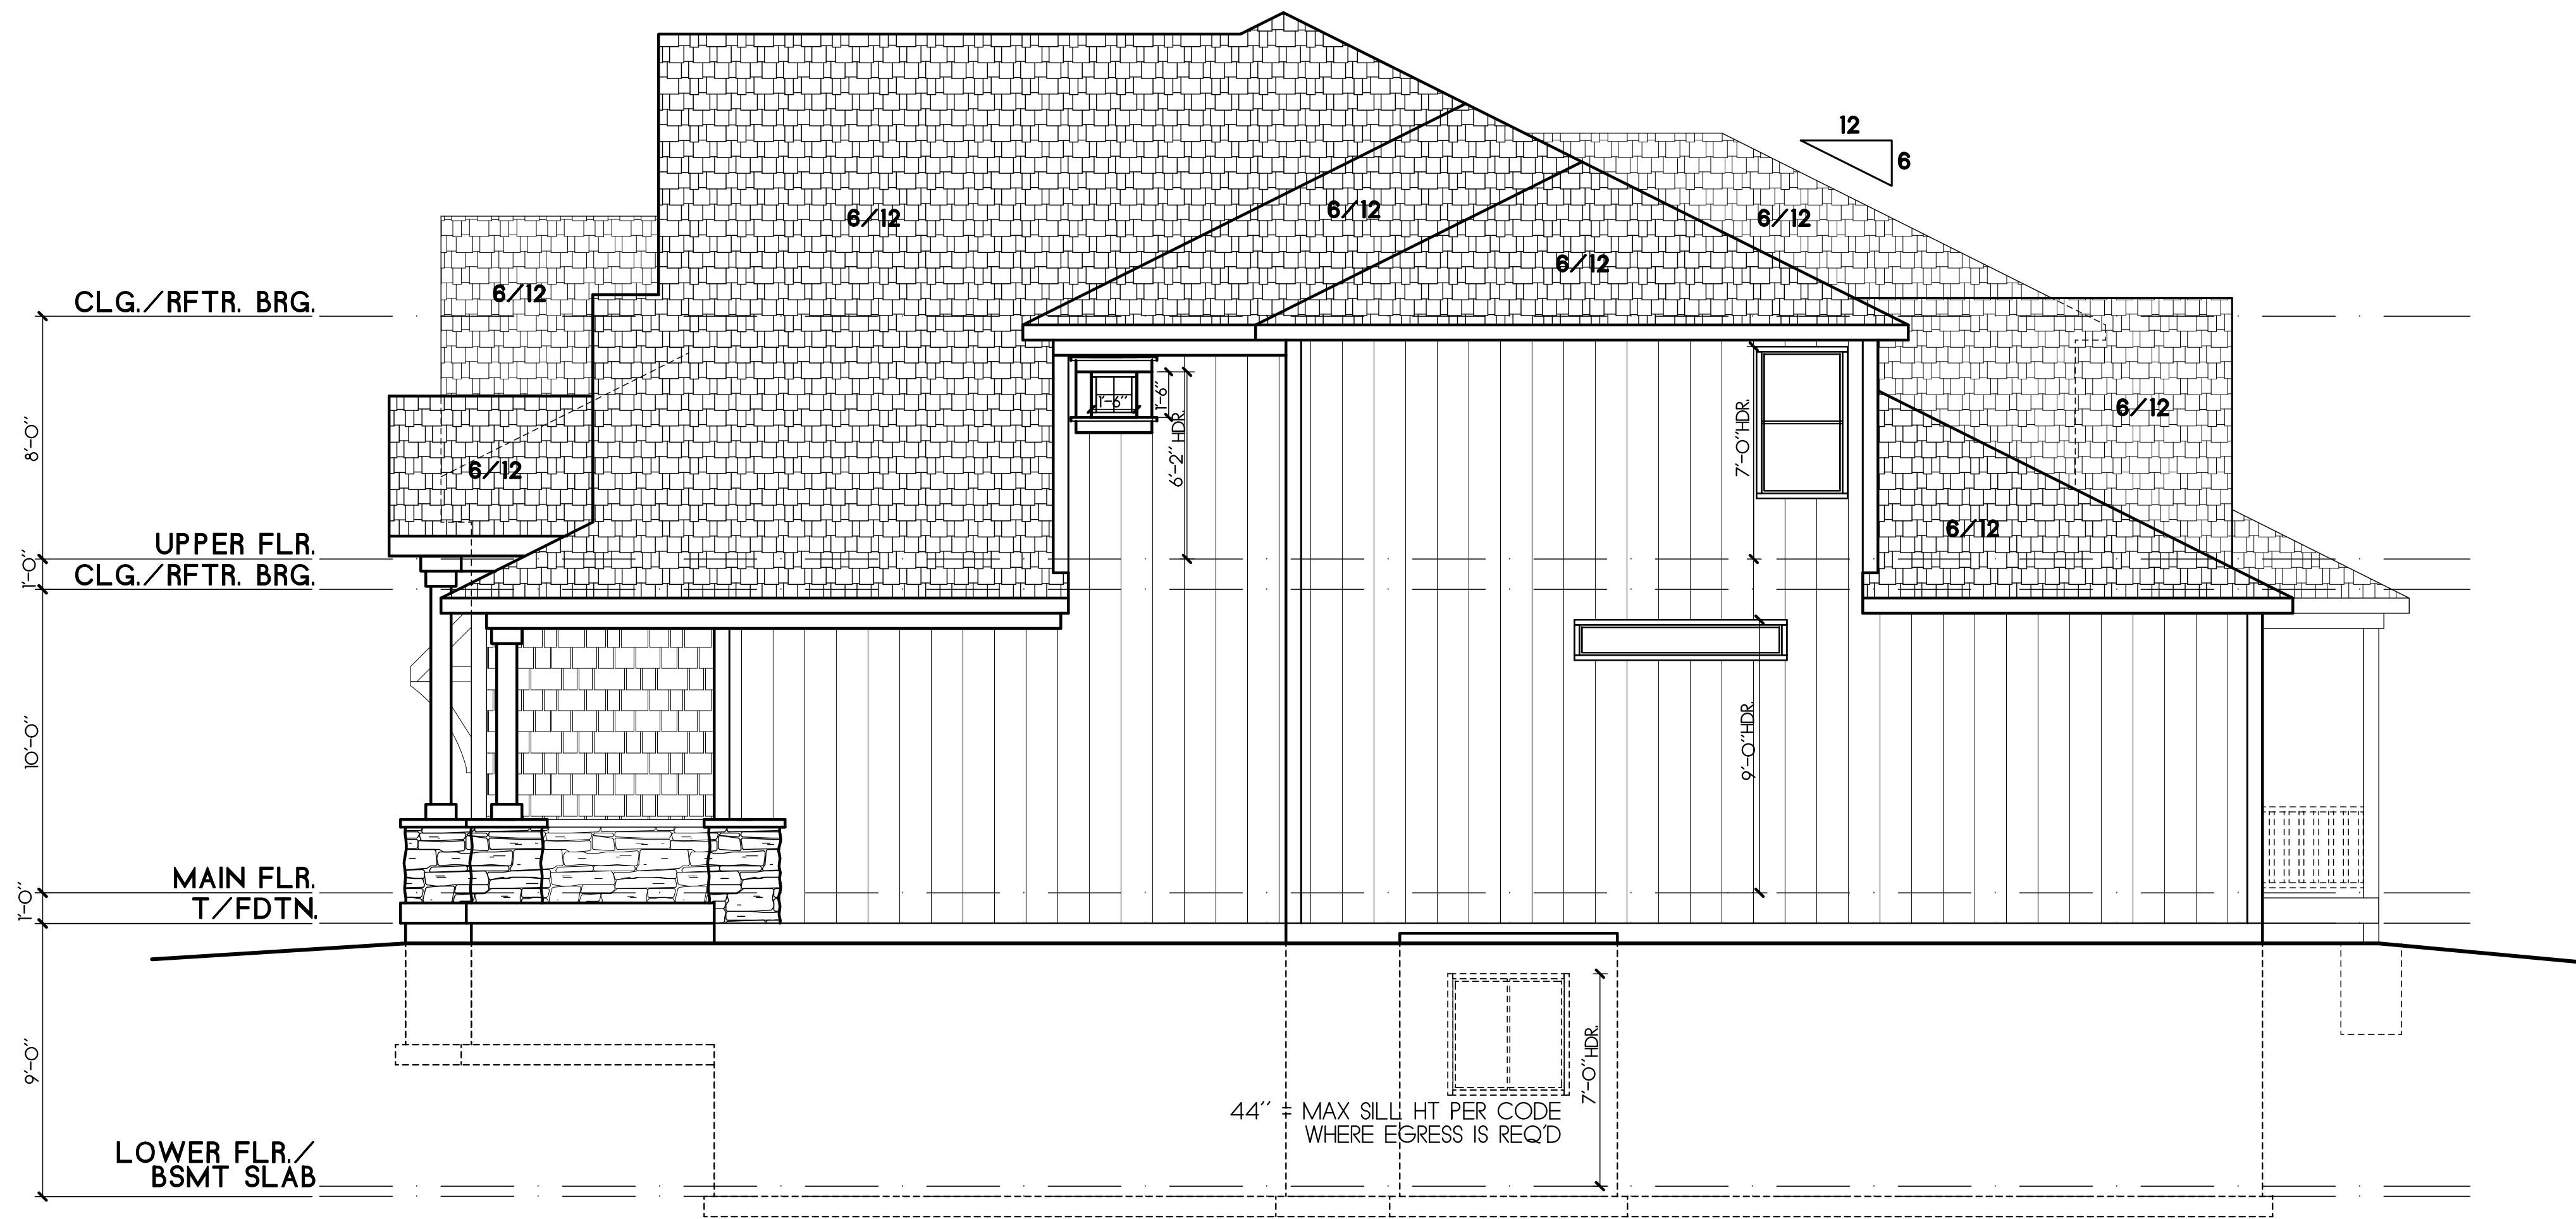 12
6
6/12
6/12
6/12
6/12
6/12
6/12
6/12
6/12
CLG./RFTR. BRG.
8'-0"
UPPER FLR.
1'-0"
CLG./RFTR. BRG.
10'-0"
MAIN FLR.
1'-0"
T/FDTN.
9'-0"
LOWER FLR./
BSMT SLAB
1'-6"
1'-6"
6'-2" HDR.
7'-0" HDR.
9'-0" HDR.
7'-0" HDR.
44" = MAX SILL HT PER CODE
WHERE EGRESS IS REQ'D